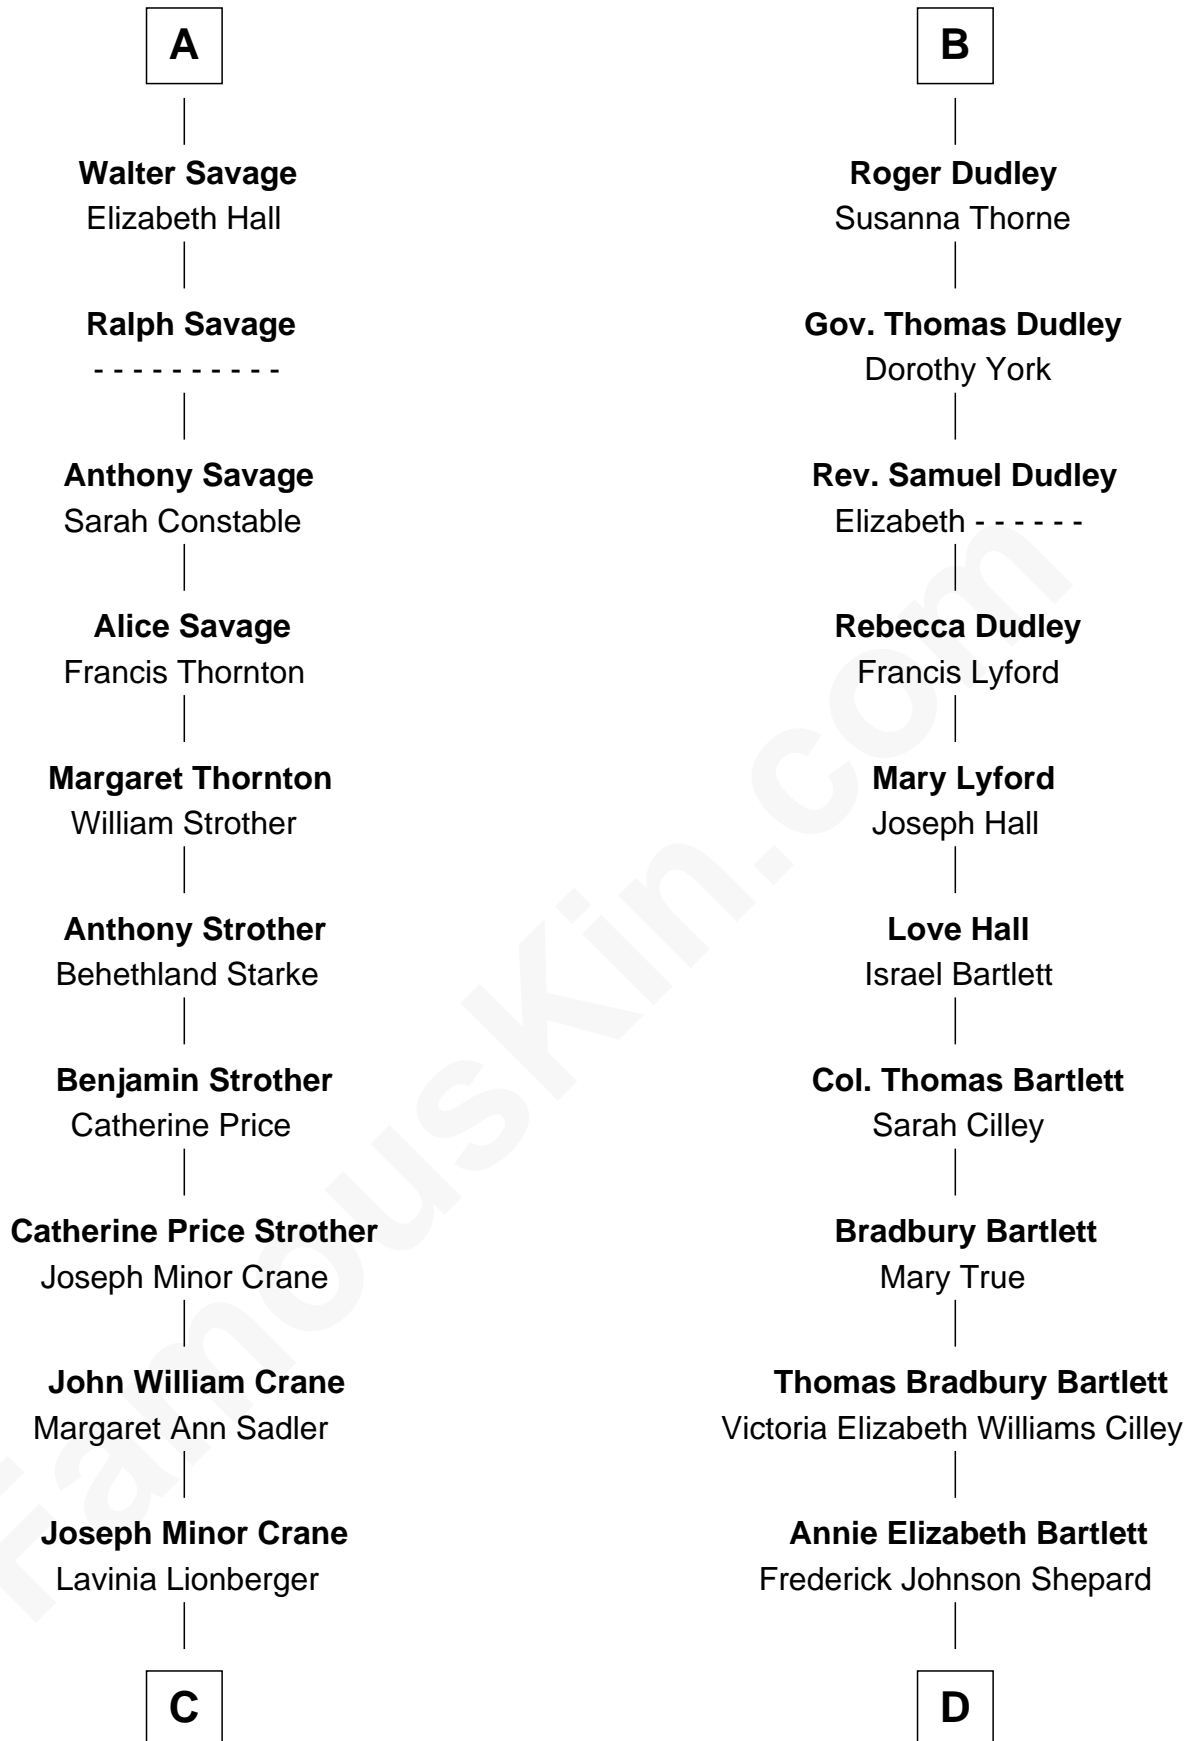 A
Walter Savage
Elizabeth Hall
Ralph Savage
- - - - - - - - - -
Anthony Savage
Sarah Constable
Alice Savage
Francis Thornton
Margaret Thornton
William Strother
Anthony Strother
Behethland Starke
Benjamin Strother
Catherine Price
Catherine Price Strother
Joseph Minor Crane
John William Crane
Margaret Ann Sadler
Joseph Minor Crane
Lavinia Lionberger
C
B
Roger Dudley
Susanna Thorne
Gov. Thomas Dudley
Dorothy York
Rev. Samuel Dudley
Elizabeth - - - - - -
Rebecca Dudley
Francis Lyford
Mary Lyford
Joseph Hall
Love Hall
Israel Bartlett
Col. Thomas Bartlett
Sarah Cilley
Bradbury Bartlett
Mary True
Thomas Bradbury Bartlett
Victoria Elizabeth Williams Cilley
Annie Elizabeth Bartlett
Frederick Johnson Shepard
D
FamousKin.com